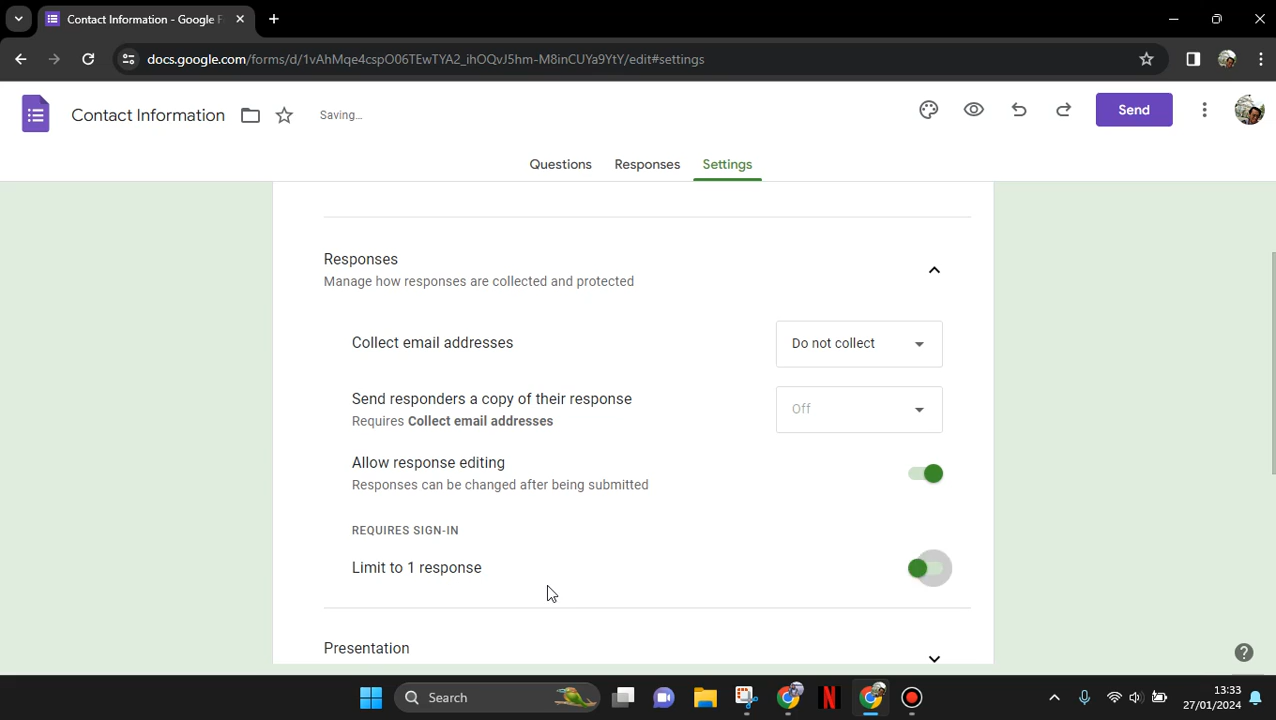 Contact Information - Google F
docs.google.com/forms/d/1vAhMqe4cspO06TEwTYA2_ihOQvJ5hm-M8inCUYa9YtY/edit#settings
Contact Information
Saving...
Send
Questions
Responses
Settings
Responses
Manage how responses are collected and protected
Collect email addresses
Do not collect
Send responders a copy of their response
Requires Collect email addresses
Off
Allow response editing
Responses can be changed after being submitted
REQUIRES SIGN-IN
Limit to 1 response
Presentation
Search
13:33
27/01/2024